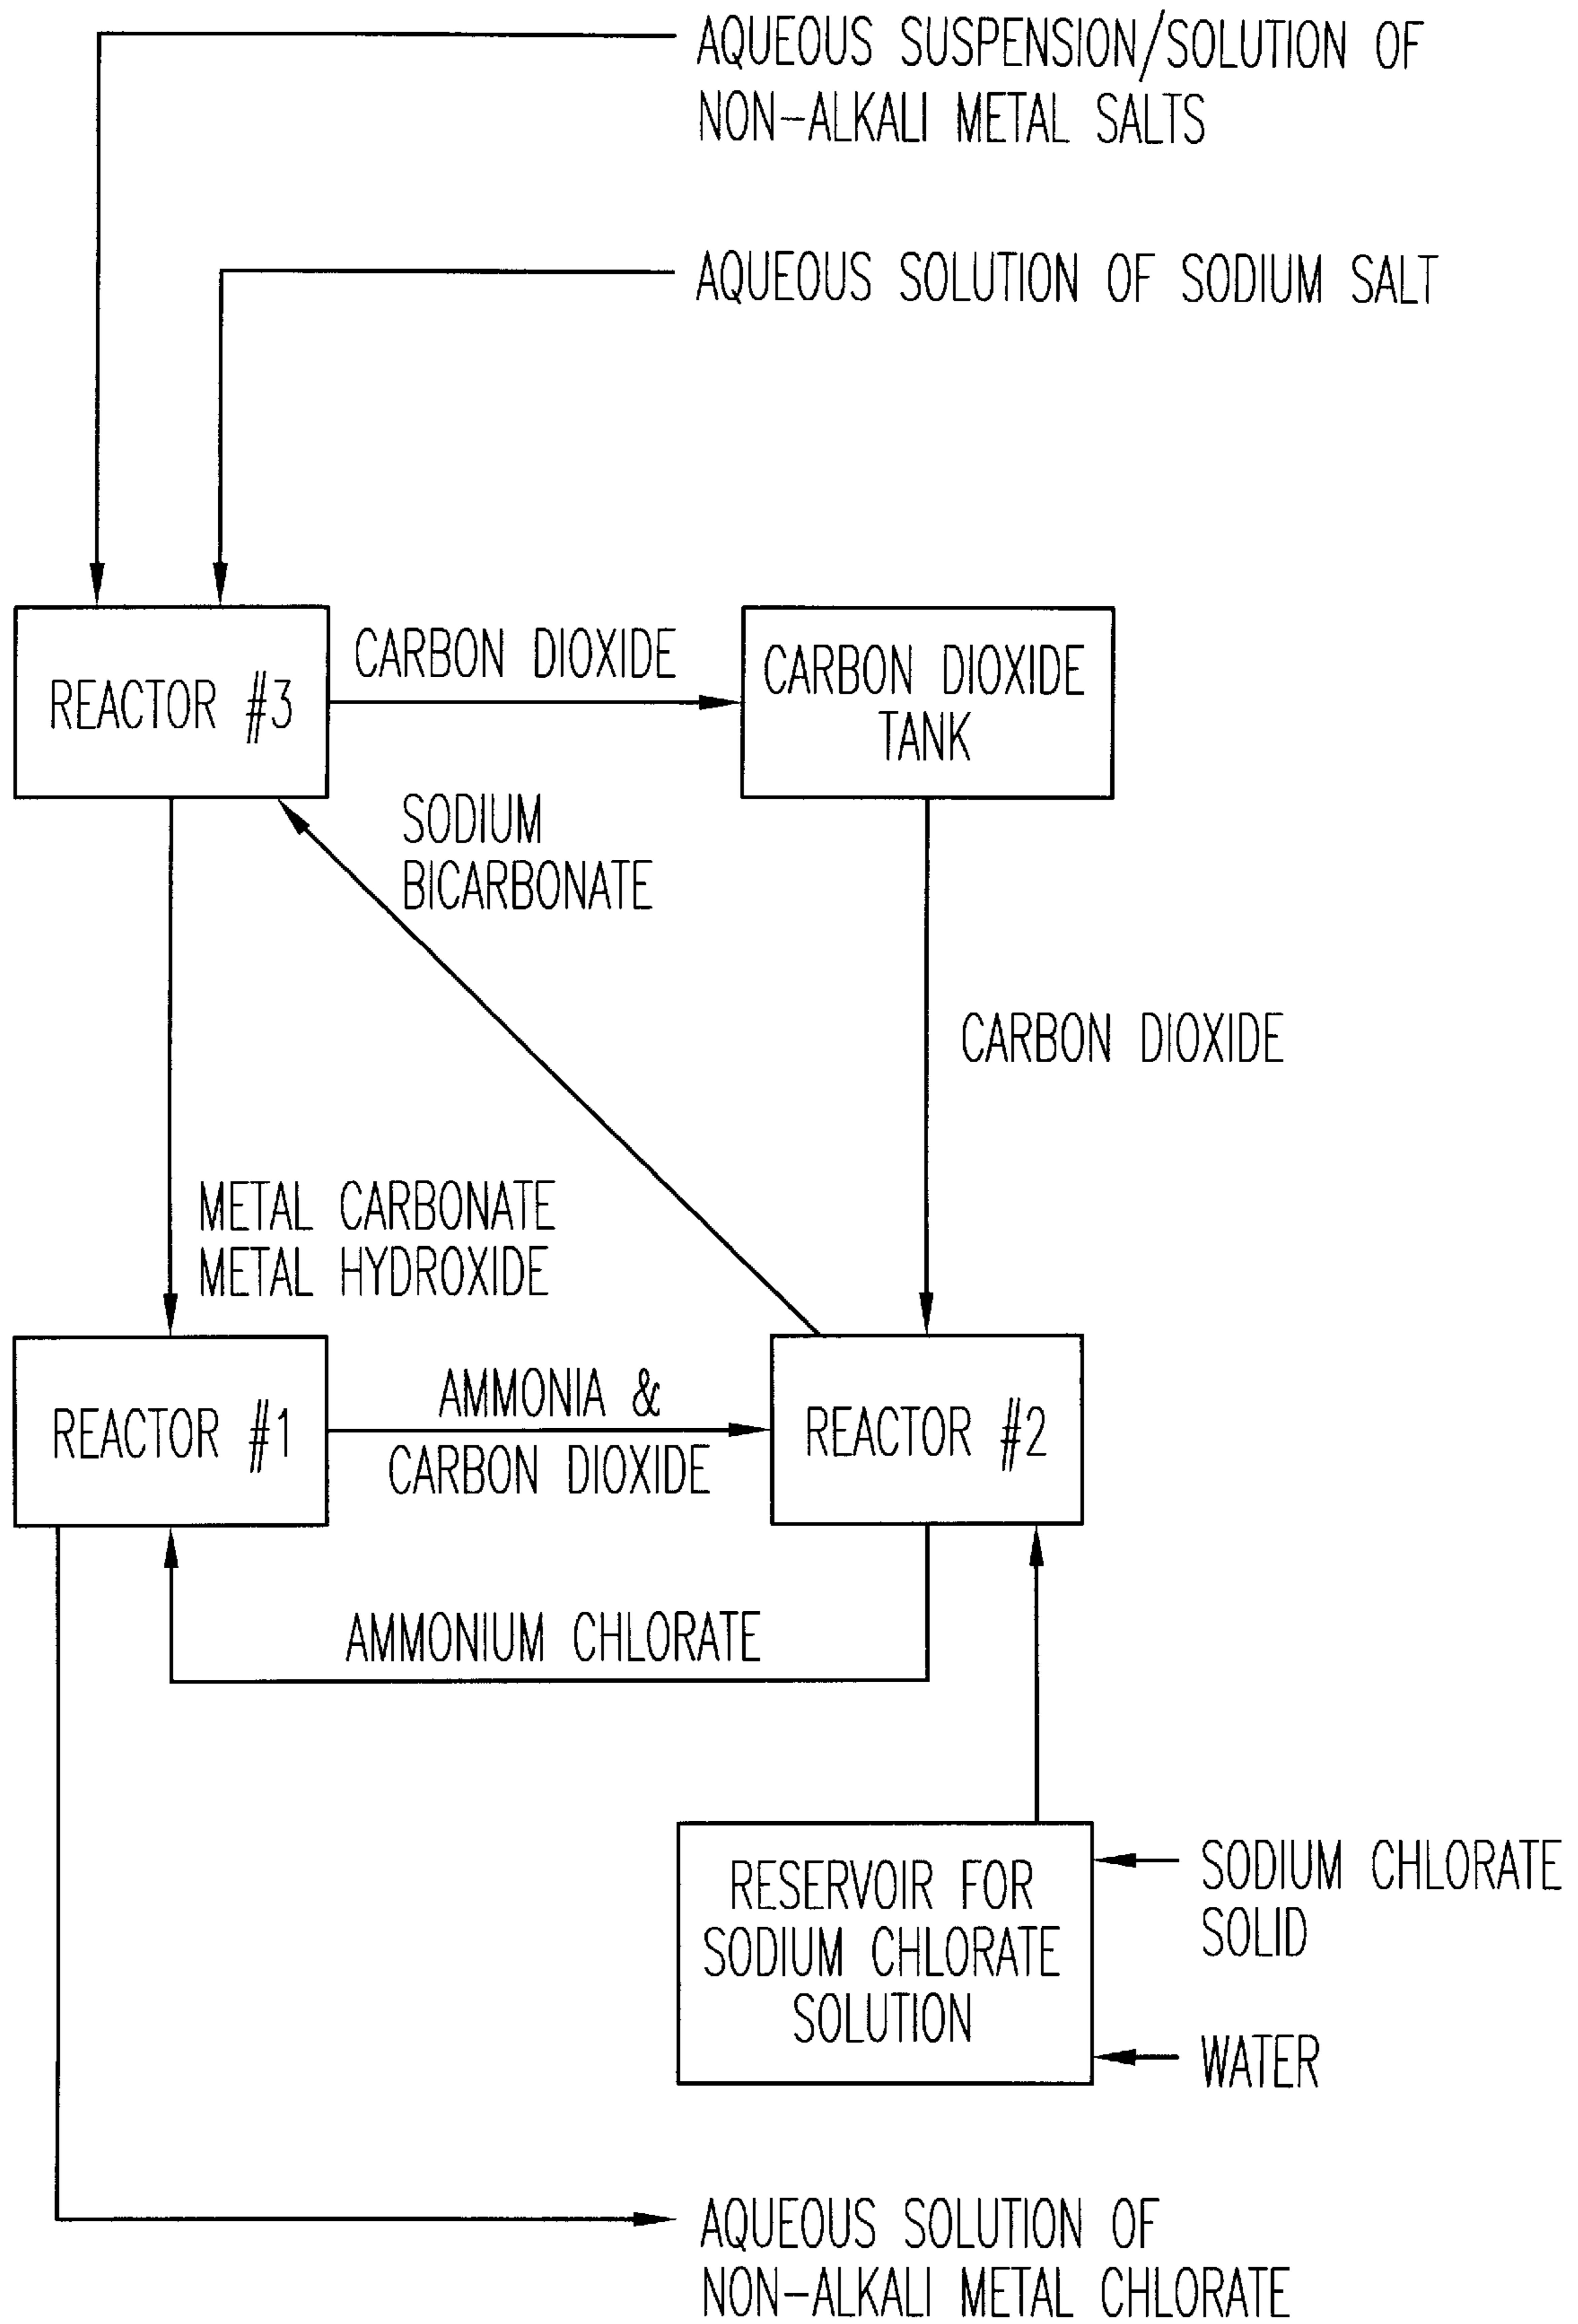 AQUEOUS SUSPENSION/SOLUTION OF
NON-ALKALI METAL SALTS
AQUEOUS SOLUTION OF SODIUM SALT
REACTOR #3
CARBON DIOXIDE
CARBON DIOXIDE
TANK
SODIUM
BICARBONATE
CARBON DIOXIDE
METAL CARBONATE
METAL HYDROXIDE
REACTOR #1
AMMONIA &
CARBON DIOXIDE
REACTOR #2
AMMONIUM CHLORATE
RESERVOIR FOR
SODIUM CHLORATE
SOLUTION
SODIUM CHLORATE
SOLID
WATER
AQUEOUS SOLUTION OF
NON-ALKALI METAL CHLORATE